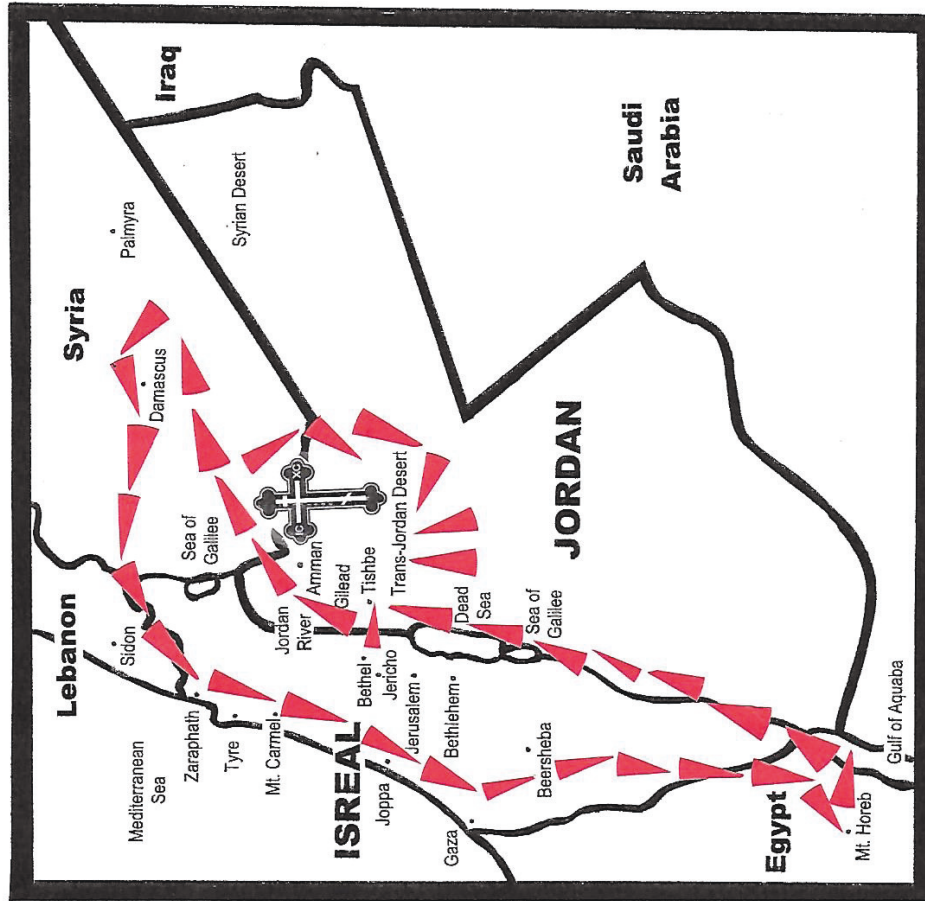 Lebanon
Syria
Iraq
Mediterranean
Sea
Sidon
Palmyra
Zaraphath
Damascus
Sea of
Galilee
Tyre
Syrian Desert
Mt. Carmel
Jordan
River
Amman
ISREAL
Gilead
Bethel
Tishbe
Joppa
Jericho
Trans-Jordan Desert
Jerusalem
Gaza
Bethlehem
Dead
Sea
Beersheba
Sea of
Galilee
JORDAN
Saudi
Arabia
Egypt
Mt. Horeb
Gulf of Aquaba